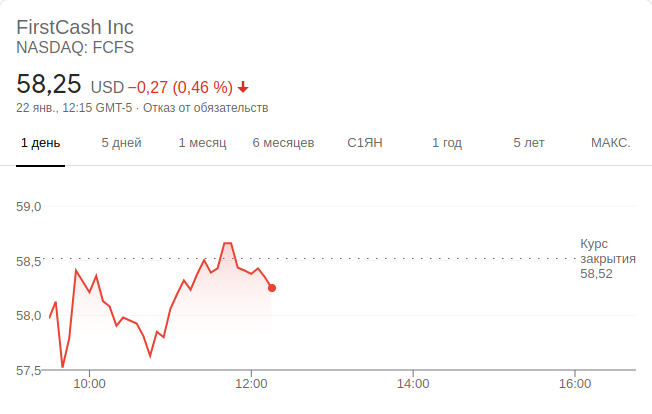 FirstCash Inc
NASDAQ: FCFS
58,25 USD −0,27 (0,46 %)
22 янв., 12:15 GMT-5 · Отказ от обязательств
1 день 5 дней 1 месяц 6 месяцев С1ЯН 1 год 5 лет МАКС.
59,0
58,5
58,0
57,5
Курс
закрытия
58,52
10:00 12:00 14:00 16:00